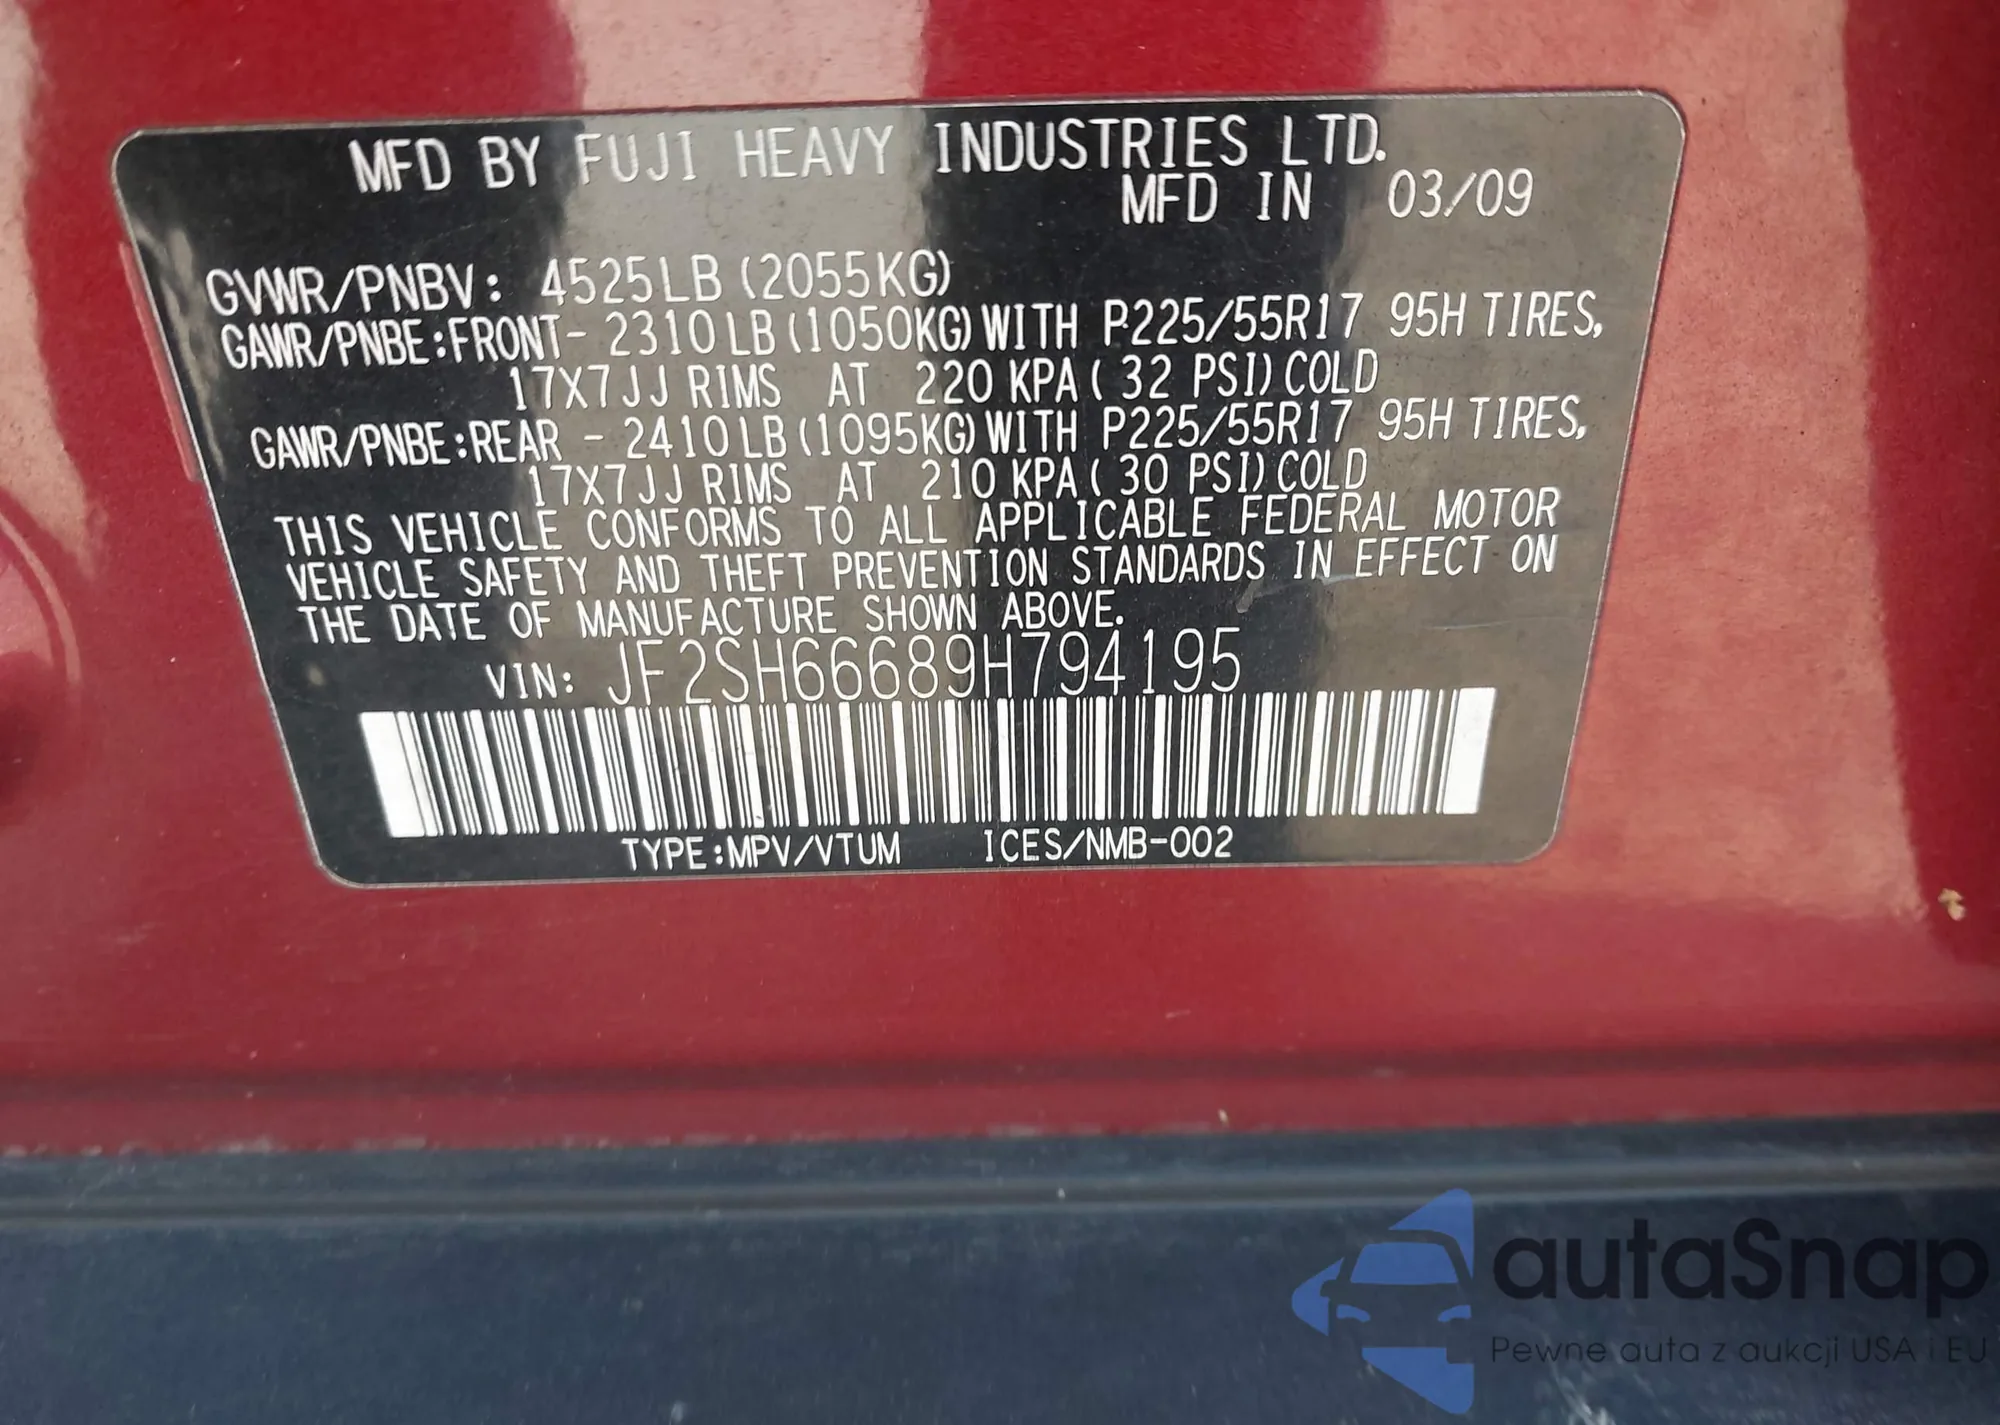 MFD BY FUJI HEAVY INDUSTRIES LTD.
MFD IN 03/09
GVWR/PNBV: 4525LB (2055KG)
GAWR/PNBE:FRONT- 2310LB(1050KG)WITH P225/55R17 95H TIRES,
17X7JJ RIMS AT 220 KPA( 32 PSI)COLD
GAWR/PNBE:REAR - 2410LB(1095KG)WITH P225/55R17 95H TIRES,
17X7JJ RIMS AT 210 KPA( 30 PSI)COLD
THIS VEHICLE CONFORMS TO ALL APPLICABLE FEDERAL MOTOR
VEHICLE SAFETY AND THEFT PREVENTION STANDARDS IN EFFECT ON
THE DATE OF MANUFACTURE SHOWN ABOVE.
VIN: JF2SH66689H794195
TYPE:MPV/VTUM ICES/NMB-002
autaSnap
Pewne auta z aukcji USA i EU